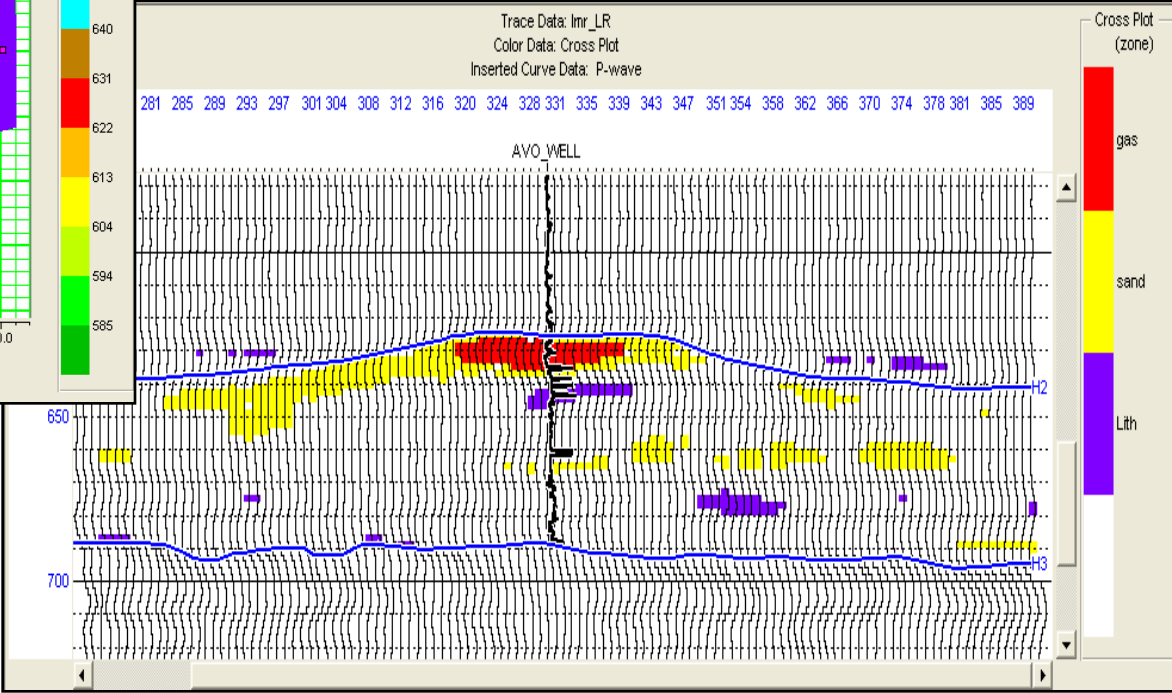 640
631
622
613
604
594
585
0.0
Trace Data: lmr_LR
Color Data: Cross Plot
Inserted Curve Data: P-wave
281 285 289 293 297 301 304 308 312 316 320 324 328 331 335 339 343 347 351 354 358 362 366 370 374 378 381 385 389
AVO_WELL
H2
650
H3
700
Cross Plot
(zone)
gas
sand
Lith